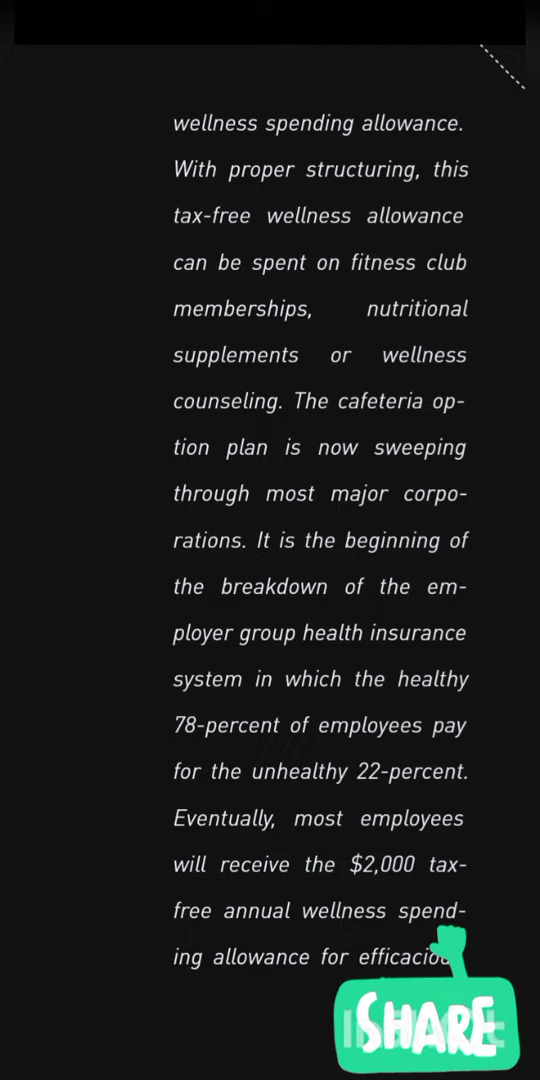 wellness spending allowance.
With proper structuring, this
tax-free wellness allowance
can be spent on fitness club
memberships, nutritional
supplements or wellness
counseling. The cafeteria op-
tion plan is now sweeping
through most major corpo-
rations. It is the beginning of
the breakdown of the em-
ployer group health insurance
system in which the healthy
78-percent of employees pay
for the unhealthy 22-percent.
Eventually, most employees
will receive the $2,000 tax-
free annual wellness spend-
ing allowance for
SHARE